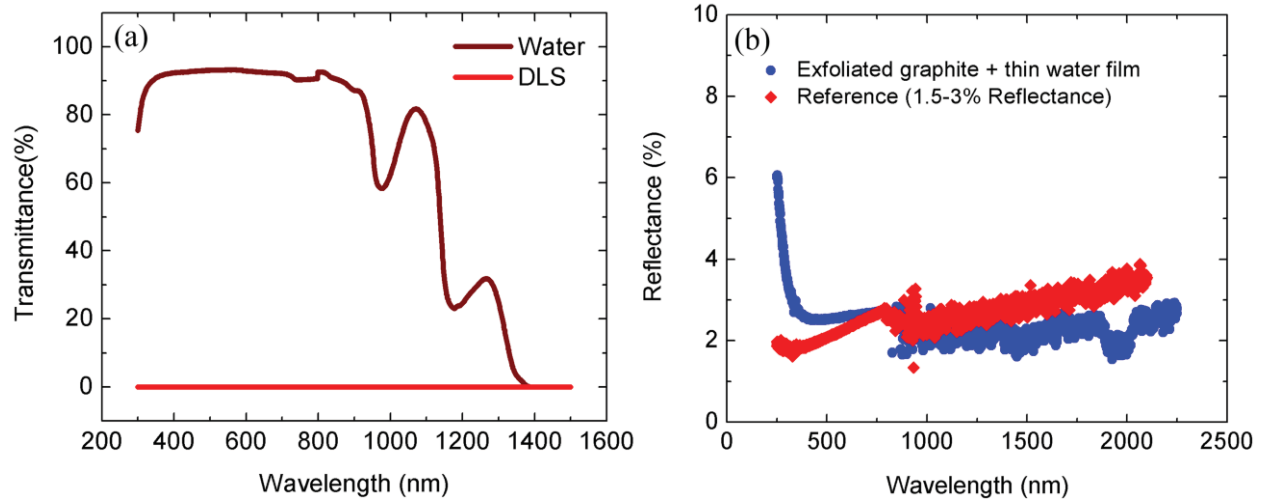 (a)
Water
DLS
100
80
60
40
20
0
Transmittance(%)
200 400 600 800 1000 1200 1400 1600
Wavelength (nm)
(b)
Exfoliated graphite + thin water film
Reference (1.5-3% Reflectance)
10
8
6
4
2
0
Reflectance (%)
0 500 1000 1500 2000 2500
Wavelength (nm)